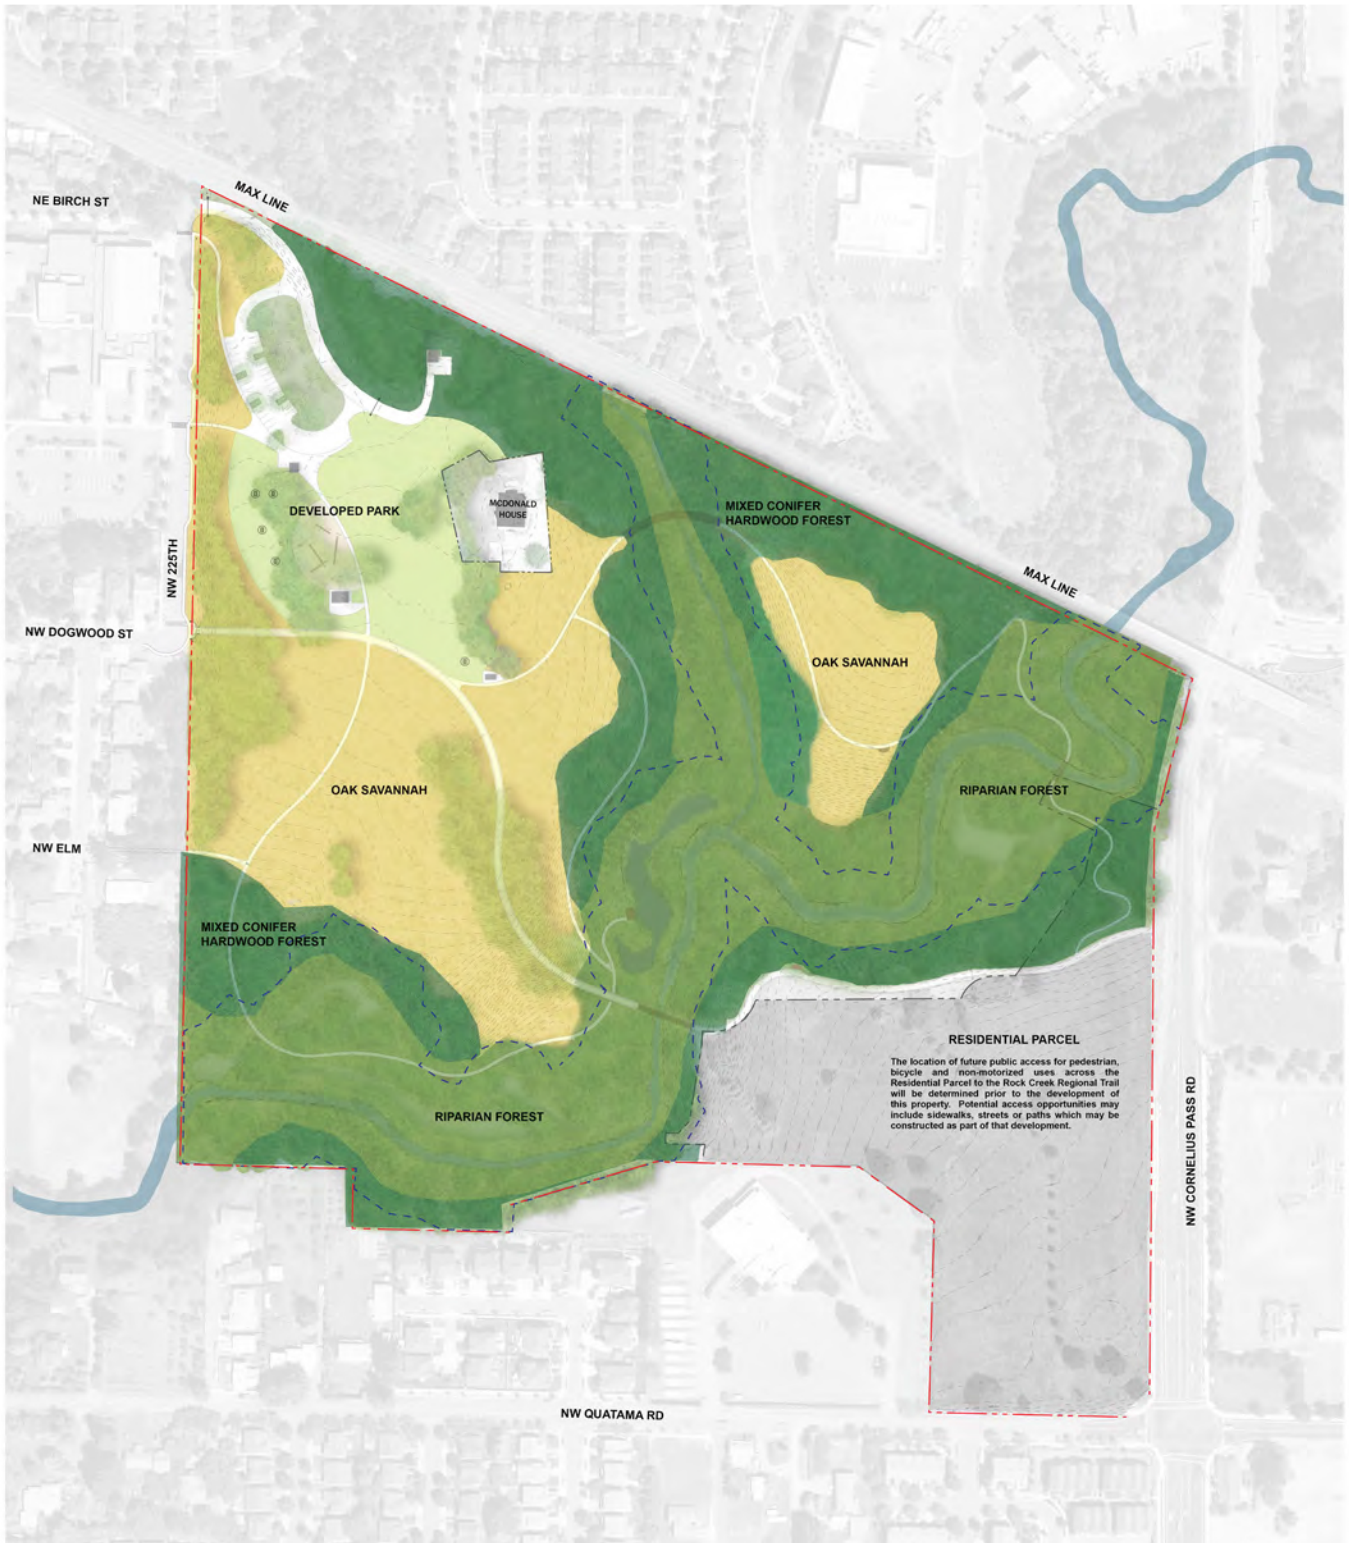 NE BIRCH ST
MAX LINE
MCDONALD
HOUSE
DEVELOPED PARK
MIXED CONIFER
HARDWOOD FOREST
NW 225TH
MAX LINE
NW DOGWOOD ST
OAK SAVANNAH
OAK SAVANNAH
RIPARIAN FOREST
NW ELM
MIXED CONIFER
HARDWOOD FOREST
RESIDENTIAL PARCEL
The location of future public access for pedestrian,
bicycle and non-motorized uses across the
Residential Parcel to the Rock Creek Regional Trail
will be determined prior to the development of
this property. Potential access opportunities may
include sidewalks, streets or paths which may be
constructed as part of that development.
RIPARIAN FOREST
NW CORNELIUS PASS RD
NW QUATAMA RD